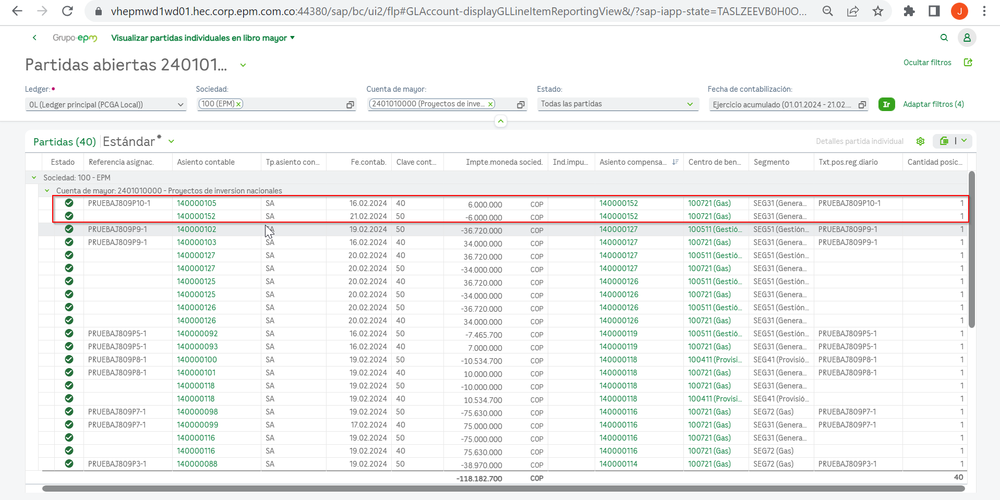 vhepmwd1wd01.hec.corp.epm.com.co:44380/sap/bc/ui2/flp#GLAccount-displayGLLineItemReportingView&/?sap-iapp-state=TASLZEEVB0H0O...
J
Grupo·epm Visualizar partidas individuales en libro mayor
Partidas abiertas 240101...
Ocultar filtros
Ledger: Sociedad: Cuenta de mayor: Estado: Fecha de contabilización:
0L (Ledger principal (PCGA Local)) 100 (EPM) 2401010000 (Proyectos de inve... Todas las partidas Ejercicio acumulado (01.01.2024 - 21.02.... Ir Adaptar filtros (4)
Partidas (40) Estándar* Detalles partida individual
Estado Referencia asignac. Asiento contable Tp.asiento con... Fe.contab. Clave cont... Impte.moneda socied. Ind.impu... Asiento compensa... Centro de ben... Segmento Txt.pos.reg.diario Cantidad posic...
Sociedad: 100 - EPM
Cuenta de mayor: 2401010000 - Proyectos de inversion nacionales
PRUEBAJ809P10-1 140000105 SA 16.02.2024 40 6.000.000 COP 140000152 100721 (Gas) SEG31 (Genera... PRUEBAJ809P10-1 1
140000152 SA 21.02.2024 50 -6.000.000 COP 140000152 100721 (Gas) SEG31 (Genera... 1
PRUEBAJ809P9-1 140000102 SA 19.02.2024 50 -36.720.000 COP 140000127 100511 (Gestió... SEG51 (Gestión... PRUEBAJ809P9-1 1
PRUEBAJ809P9-1 140000103 SA 16.02.2024 40 34.000.000 COP 140000127 100721 (Gas) SEG31 (Genera... PRUEBAJ809P9-1 1
140000127 SA 20.02.2024 40 36.720.000 COP 140000127 100511 (Gestió... SEG51 (Gestión... 1
140000127 SA 20.02.2024 50 -34.000.000 COP 140000127 100721 (Gas) SEG31 (Genera... 1
140000125 SA 20.02.2024 40 36.720.000 COP 140000126 100511 (Gestió... SEG51 (Gestión... 1
140000125 SA 20.02.2024 50 -34.000.000 COP 140000126 100721 (Gas) SEG31 (Genera... 1
140000126 SA 20.02.2024 50 -36.720.000 COP 140000126 100511 (Gestió... SEG51 (Gestión... 1
140000126 SA 20.02.2024 40 34.000.000 COP 140000126 100721 (Gas) SEG31 (Genera... 1
PRUEBAJ809P5-1 140000092 SA 16.02.2024 50 -7.465.700 COP 140000119 100511 (Gestió... SEG51 (Gestión... PRUEBAJ809P5-1 1
PRUEBAJ809P5-1 140000093 SA 16.02.2024 40 7.000.000 COP 140000119 100721 (Gas) SEG31 (Genera... PRUEBAJ809P5-1 1
PRUEBAJ809P8-1 140000100 SA 19.02.2024 50 -10.534.700 COP 140000118 100411 (Provisi... SEG41 (Provisió... PRUEBAJ809P8-1 1
PRUEBAJ809P8-1 140000101 SA 19.02.2024 40 10.000.000 COP 140000118 100721 (Gas) SEG31 (Genera... PRUEBAJ809P8-1 1
140000118 SA 19.02.2024 50 -10.000.000 COP 140000118 100721 (Gas) SEG31 (Genera... 1
140000118 SA 19.02.2024 40 10.534.700 COP 140000118 100411 (Provisi... SEG41 (Provisió... 1
PRUEBAJ809P7-1 140000098 SA 19.02.2024 50 -75.630.000 COP 140000116 100721 (Gas) SEG72 (Gas) PRUEBAJ809P7-1 1
PRUEBAJ809P7-1 140000099 SA 17.02.2024 40 75.000.000 COP 140000116 100721 (Gas) SEG31 (Genera... PRUEBAJ809P7-1 1
140000116 SA 19.02.2024 50 -75.000.000 COP 140000116 100721 (Gas) SEG31 (Genera... 1
140000116 SA 19.02.2024 40 75.630.000 COP 140000116 100721 (Gas) SEG72 (Gas) 1
PRUEBAJ809P3-1 140000088 SA 19.02.2024 50 -38.970.000 COP 140000114 100721 (Gas) SEG72 (Gas) PRUEBAJ809P3-1 1
-118.182.700 COP 40